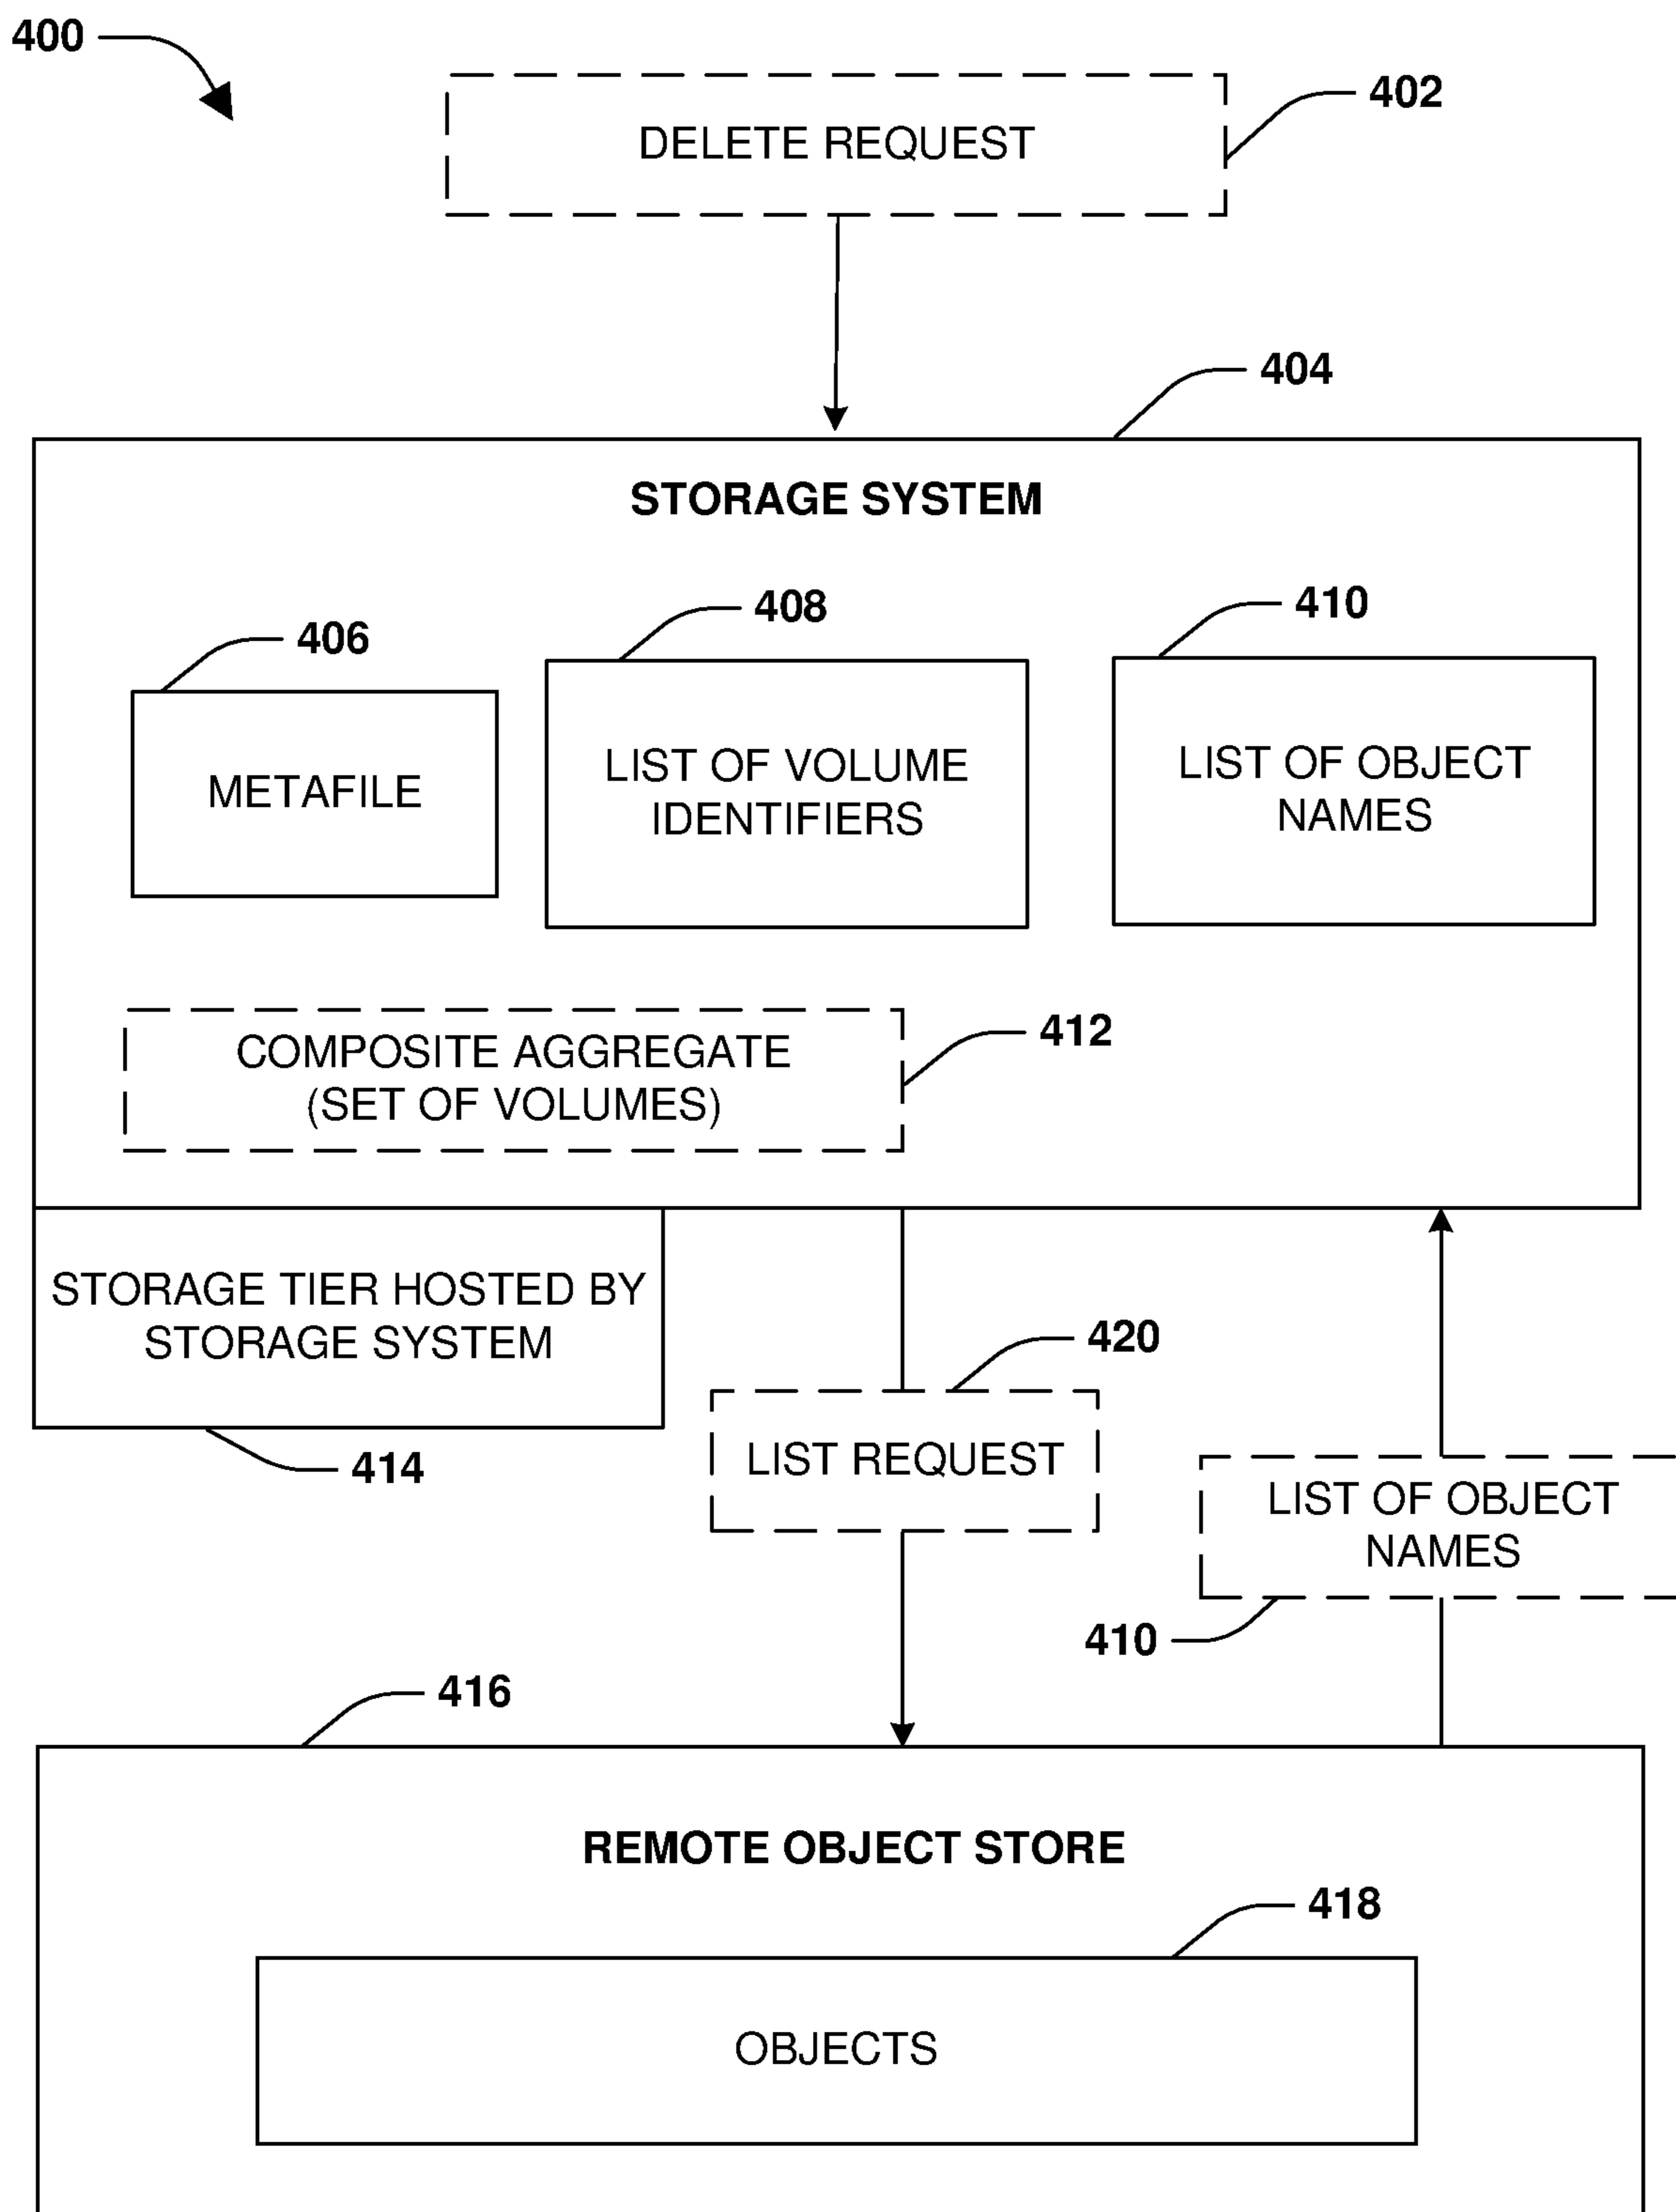 400
402
DELETE REQUEST
404
STORAGE SYSTEM
406
408
410
METAFILE
LIST OF VOLUME
IDENTIFIERS
LIST OF OBJECT
NAMES
412
COMPOSITE AGGREGATE
(SET OF VOLUMES)
STORAGE TIER HOSTED BY
STORAGE SYSTEM
414
420
LIST REQUEST
LIST OF OBJECT
NAMES
410
416
REMOTE OBJECT STORE
418
OBJECTS